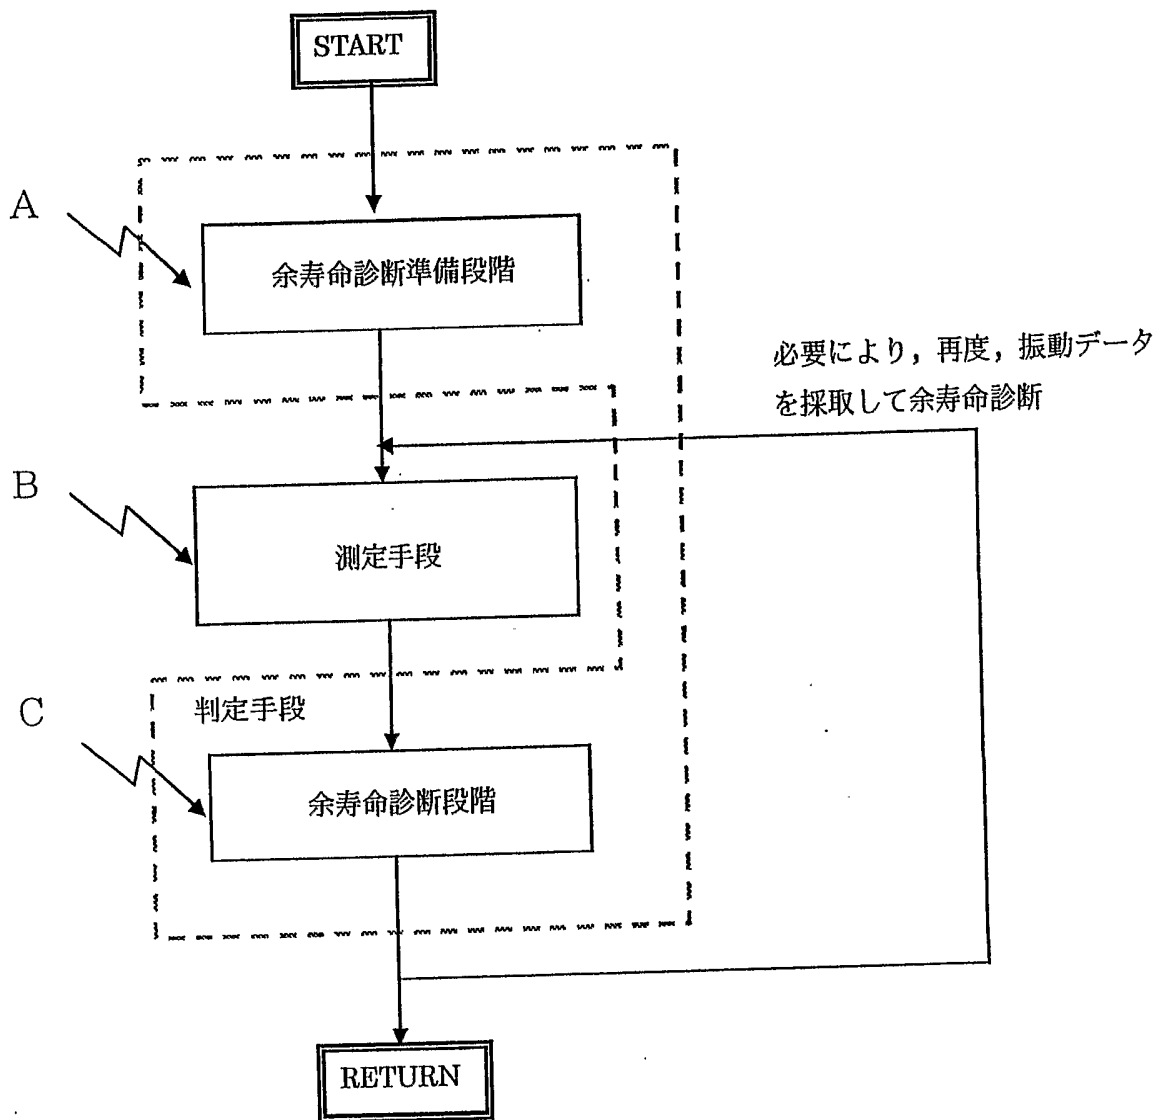 START
A
余寿命診断準備段階
必要により，再度，振動データ
を採取して余寿命診断
B
測定手段
判定手段
C
余寿命診断段階
RETURN